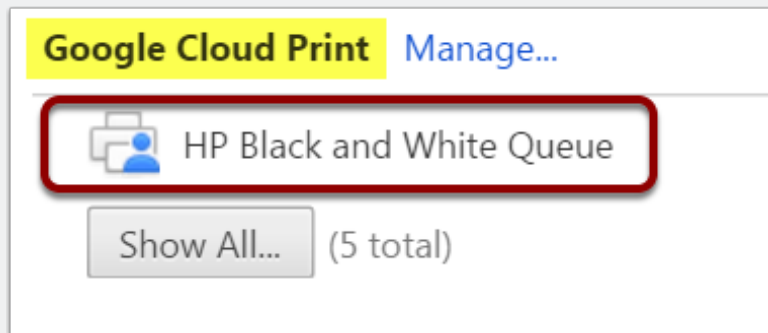 Google Cloud Print Manage...
HP Black and White Queue
Show All... (5 total)